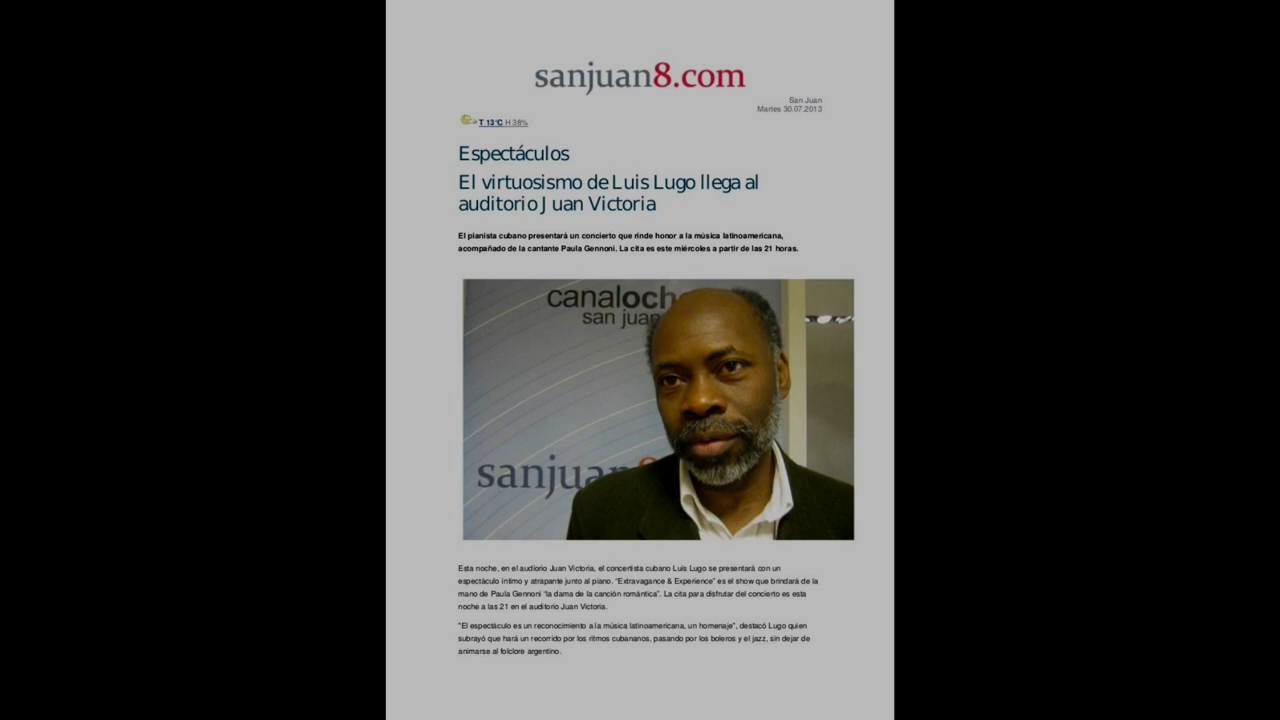 sanjuan8.com
San Juan
Martes 30.07.2013
T 13°C H 38%
Espectáculos
El virtuosismo de Luis Lugo llega al
auditorio Juan Victoria
El pianista cubano presentará un concierto que rinde honor a la música latinoamericana,
acompañado de la cantante Paula Gennoni. La cita es este miércoles a partir de las 21 horas.
canaloch
san juan
sanjua8
Esta noche, en el audiorio Juan Victoria, el concertista cubano Luis Lugo se presentará con un
espectáculo íntimo y atrapante junto al piano. "Extravagance & Experience" es el show que brindará de la
mano de Paula Gennoni "la dama de la canción romántica". La cita para disfrutar del concierto es esta
noche a las 21 en el auditorio Juan Victoria.
"El espectáculo es un reconocimiento a la música latinoamericana, un homenaje", destacó Lugo quien
subrayó que hará un recorrido por los ritmos cubananos, pasando por los boleros y el jazz, sin dejar de
animarse al folclore argentino.